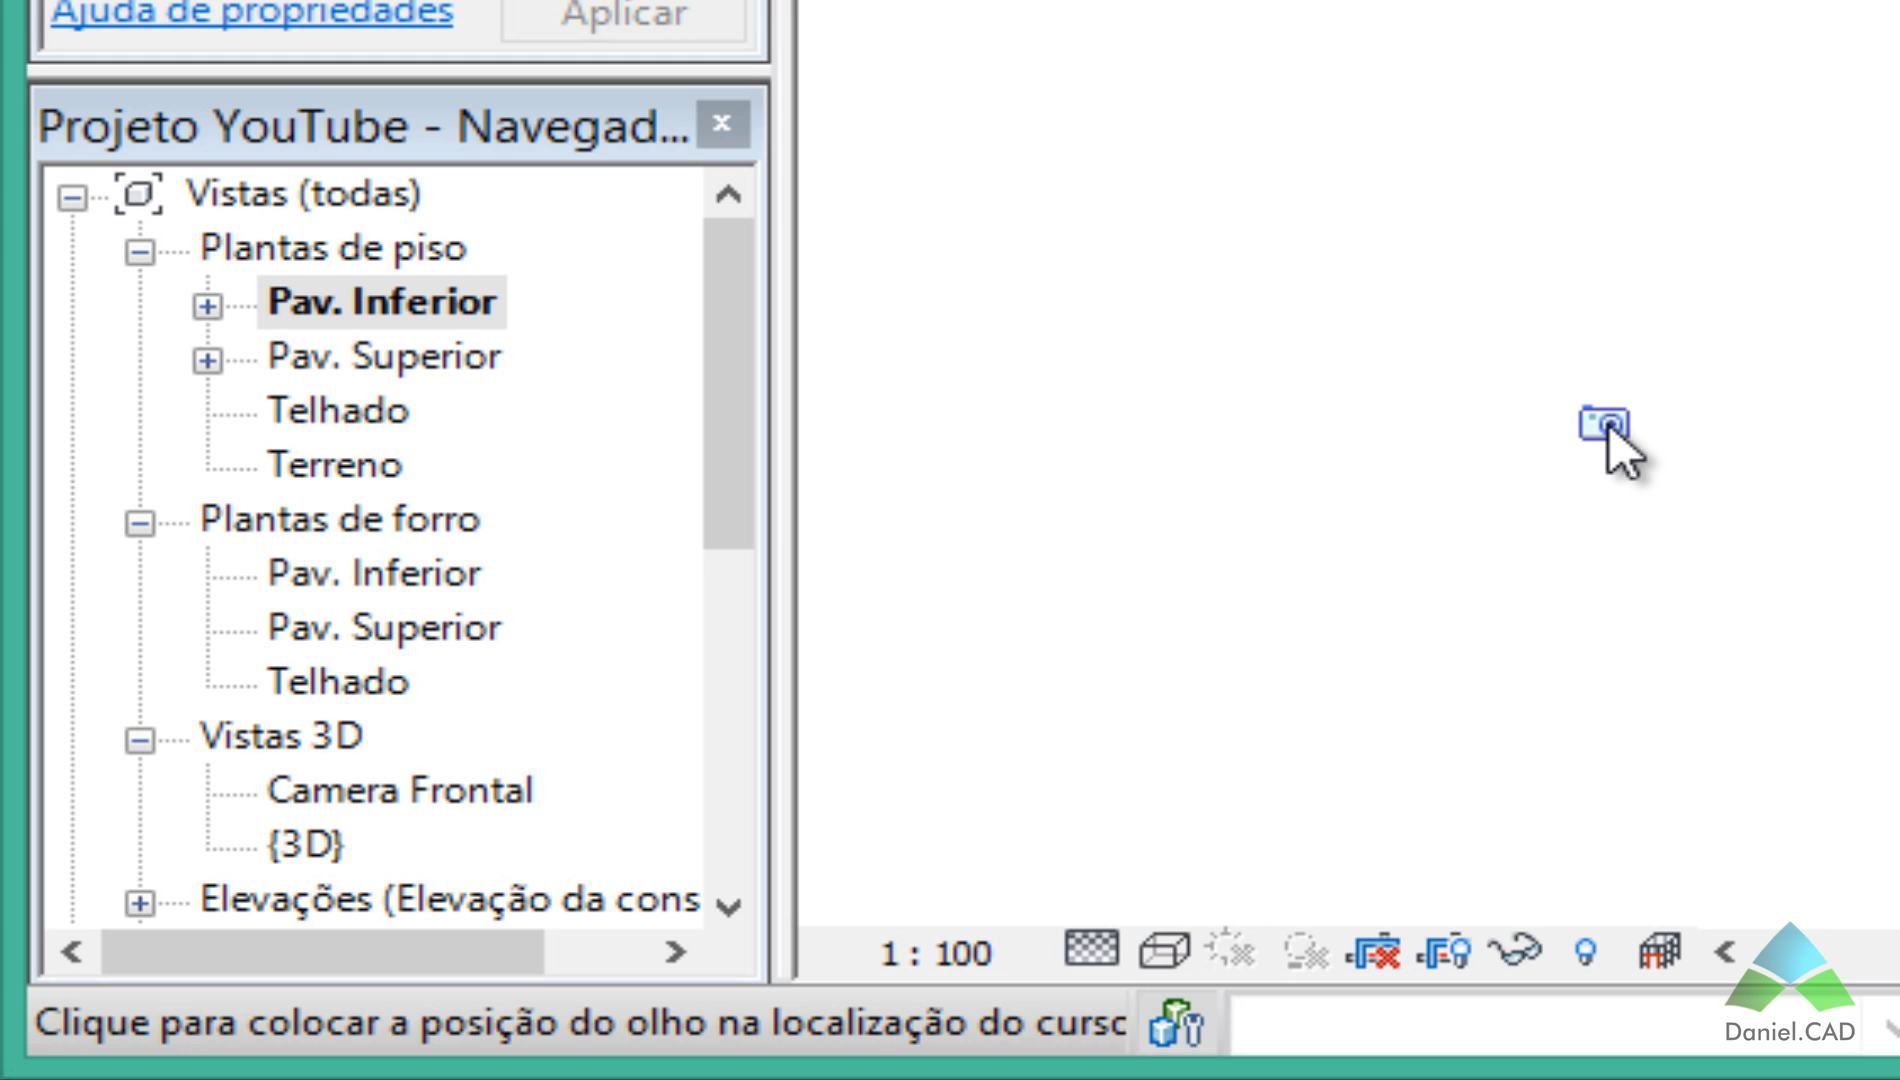 Ajuda de propriedades
Aplicar
Projeto YouTube - Navegad...
Vistas (todas)
Plantas de piso
Pav. Inferior
Pav. Superior
Telhado
Terreno
Plantas de forro
Pav. Inferior
Pav. Superior
Telhado
Vistas 3D
Camera Frontal
{3D}
Elevações (Elevação da cons
1 : 100
Clique para colocar a posição do olho na localização do curso
Daniel.CAD